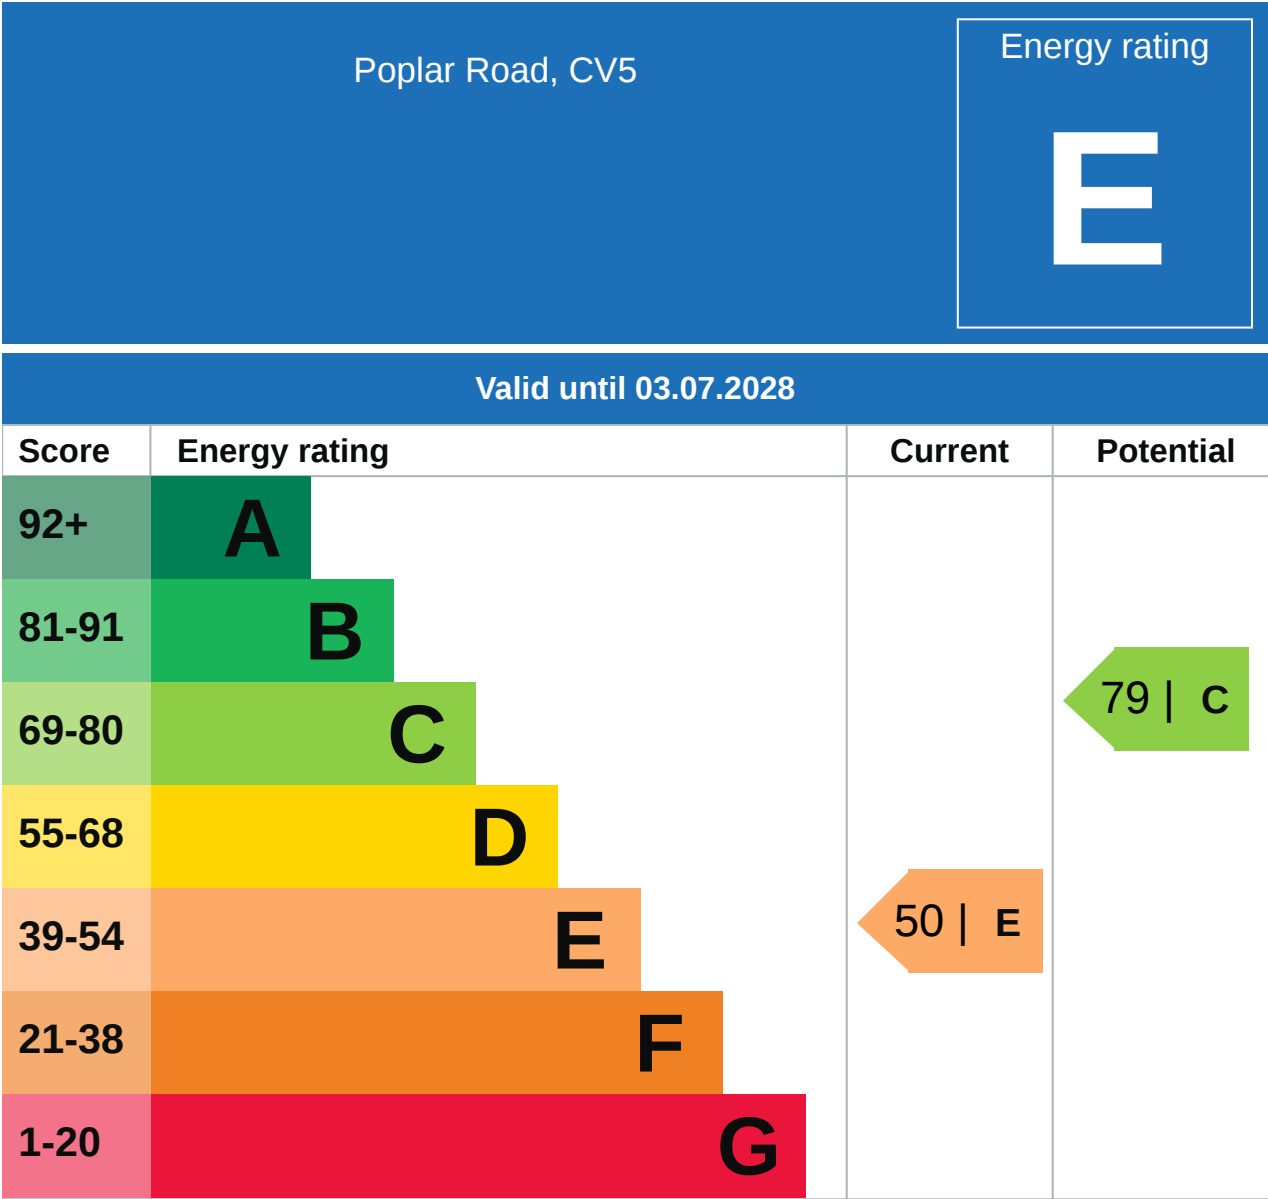 Poplar Road, CV5
Energy rating
E
Valid until 03.07.2028
Score Energy rating Current Potential
92+ A
81-91 B
69-80 C
79 | C
55-68 D
39-54 E
50 | E
21-38 F
1-20 G